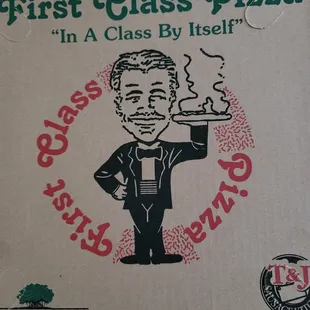 First Class Pizza
“In A Class By Itself”
First Class
Pizza
T&J